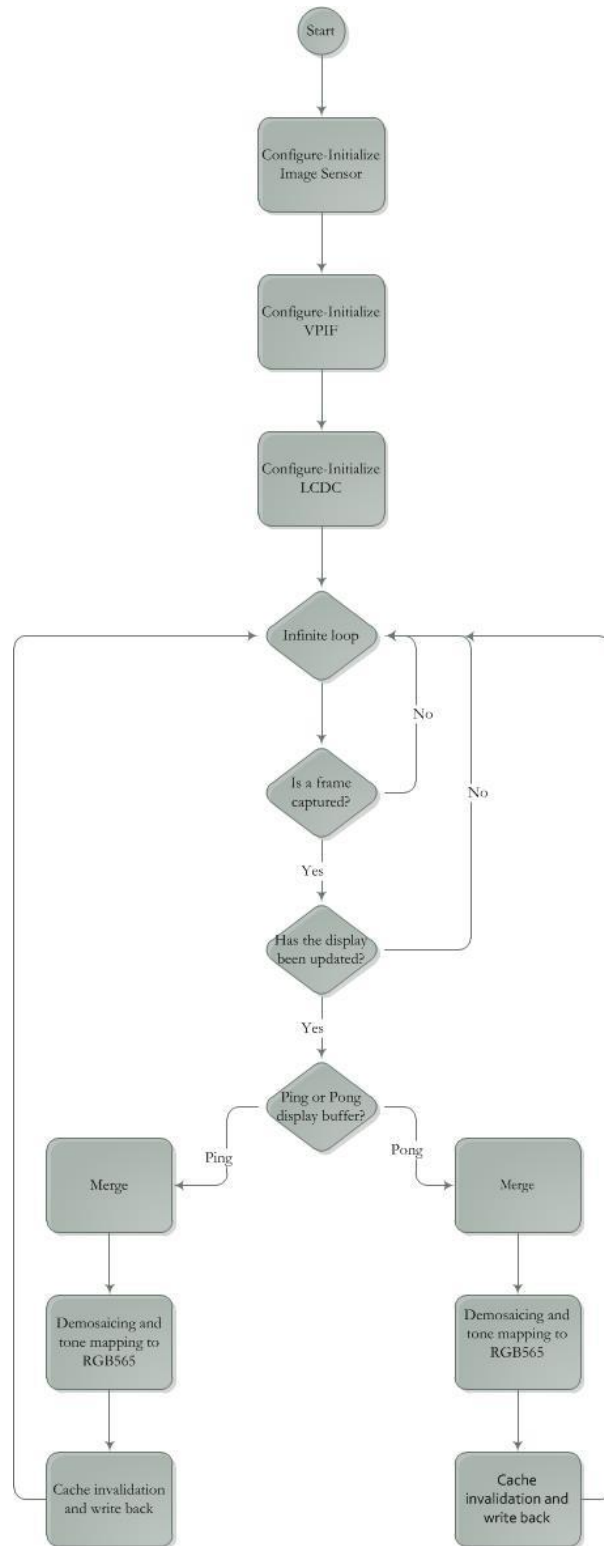 Start
Configure-Initialize
Image Sensor
Configure-Initialize
VPIF
Configure-Initialize
LCDC
Infinite loop
No
Is a frame
captured?
No
Yes
Has the display
been updated?
Yes
Ping or Pong
display buffer?
Ping
Pong
Merge
Merge
Demosaicing and
tone mapping to
RGB565
Demosaicing and
tone mapping to
RGB565
Cache invalidation
and write back
Cache
invalidation and
write back